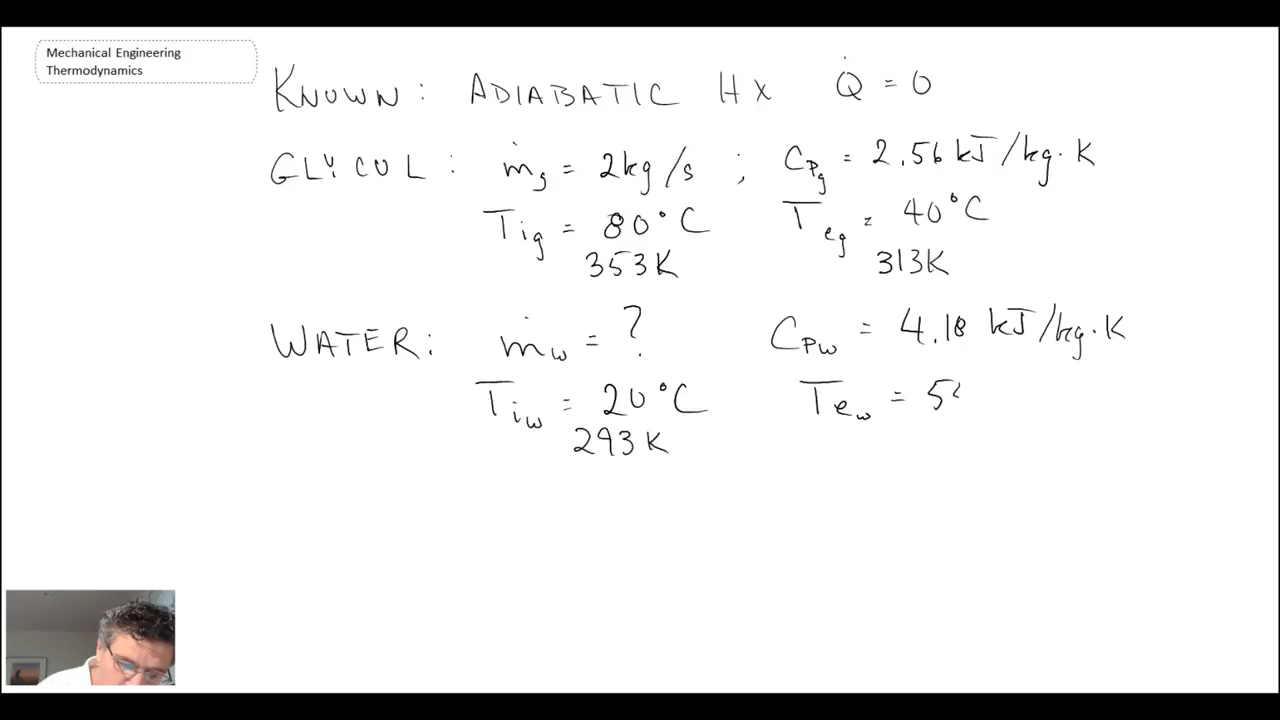 Mechanical Engineering
Thermodynamics
KNOWN: ADIABATIC HX Q̇ = 0
GLYCOL: ṁg = 2kg/s ; CPg = 2.56 kJ/kg·K
Tig = 80°C Teg = 40°C
353K 313K
WATER: ṁw = ? CPw = 4.18 kJ/kg·K
Tiw = 20°C Tew = 5
293K